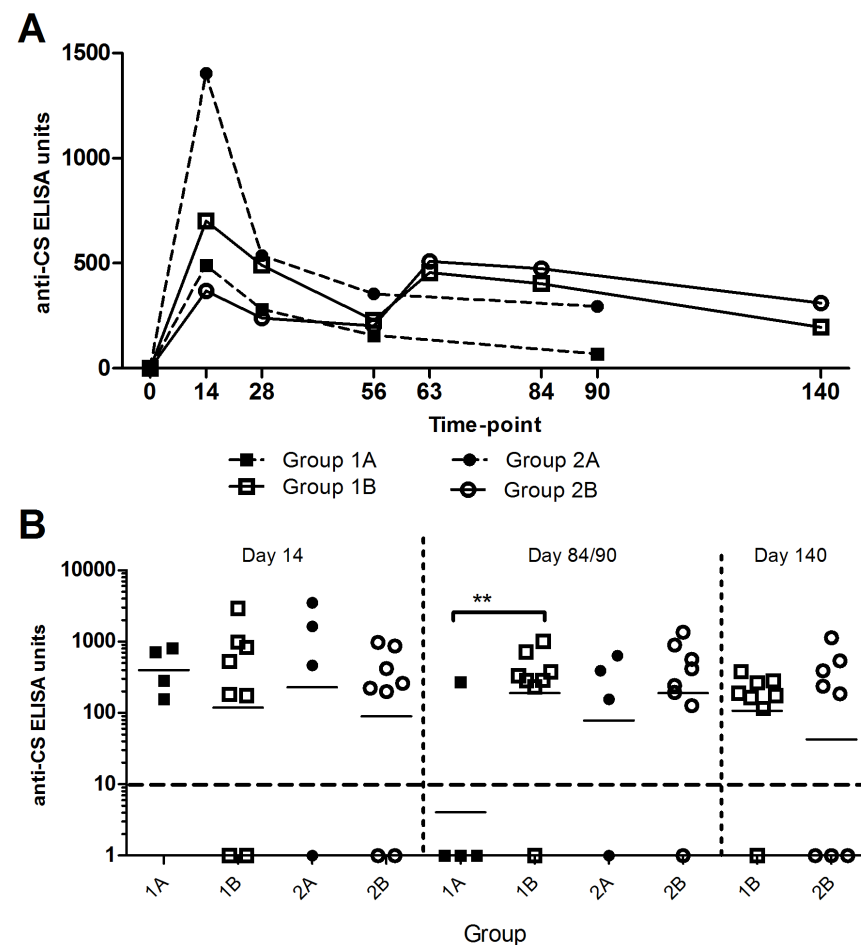 A
1500
1000
500
0
anti-CS ELISA units
0 14 28 56 63 84 90 140
Time-point
Group 1A Group 2A
Group 1B Group 2B
B
Day 14 Day 84/90 Day 140
10000
1000
100
10
1
anti-CS ELISA units
**
1A 1B 2A 2B 1A 1B 2A 2B 1B 2B
Group